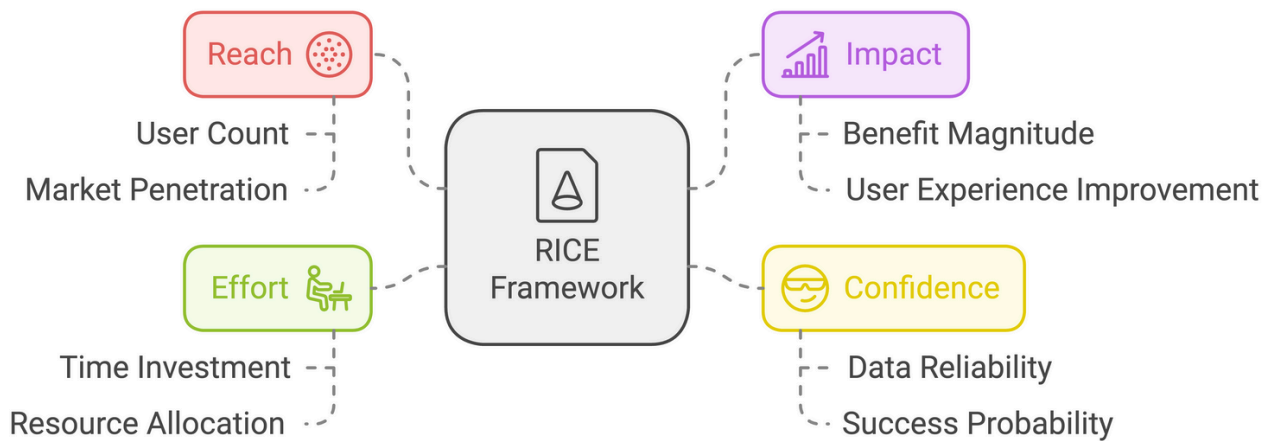 Reach
User Count
Market Penetration
Impact
Benefit Magnitude
User Experience Improvement
RICE
Framework
Effort
Time Investment
Resource Allocation
Confidence
Data Reliability
Success Probability